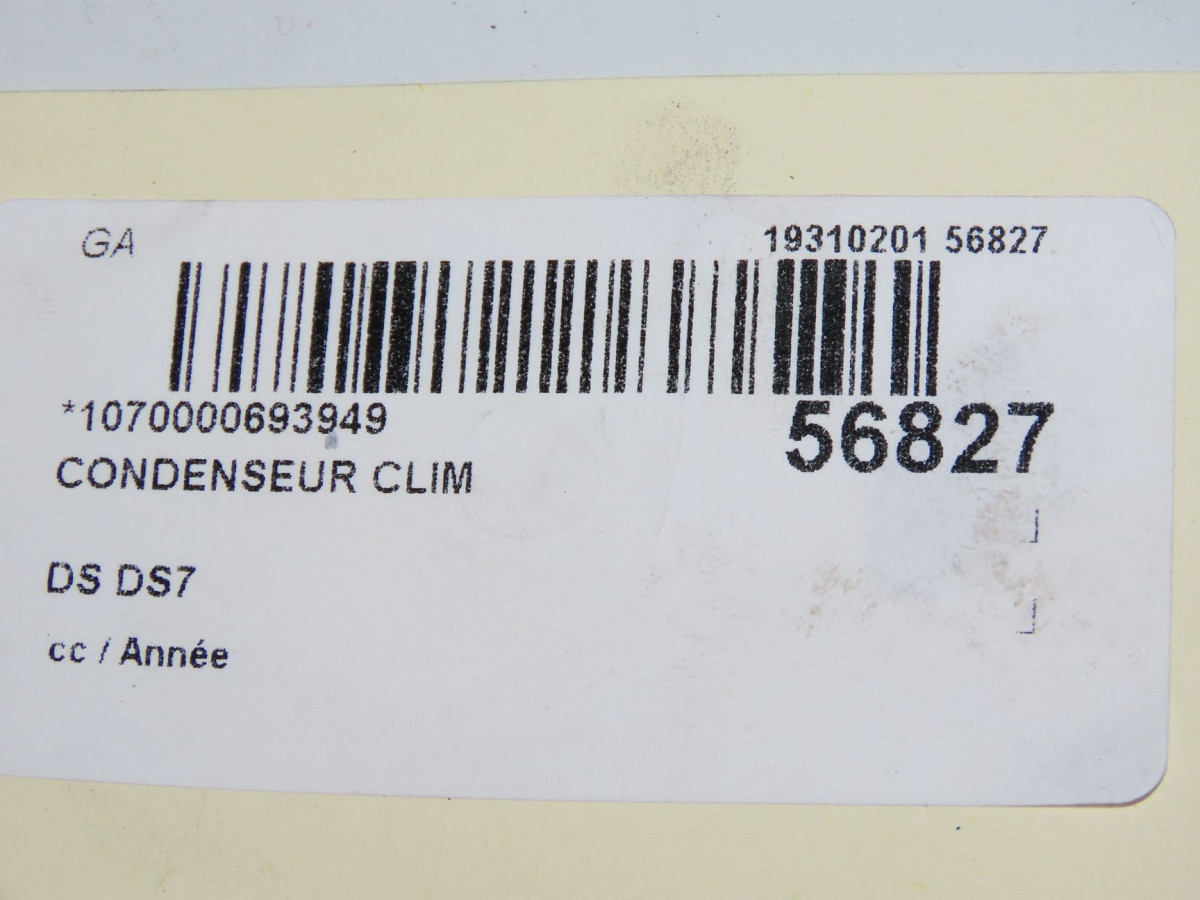 GA 19310201 56827
*1070000693949 56827
CONDENSEUR CLIM
DS DS7
cc / Année